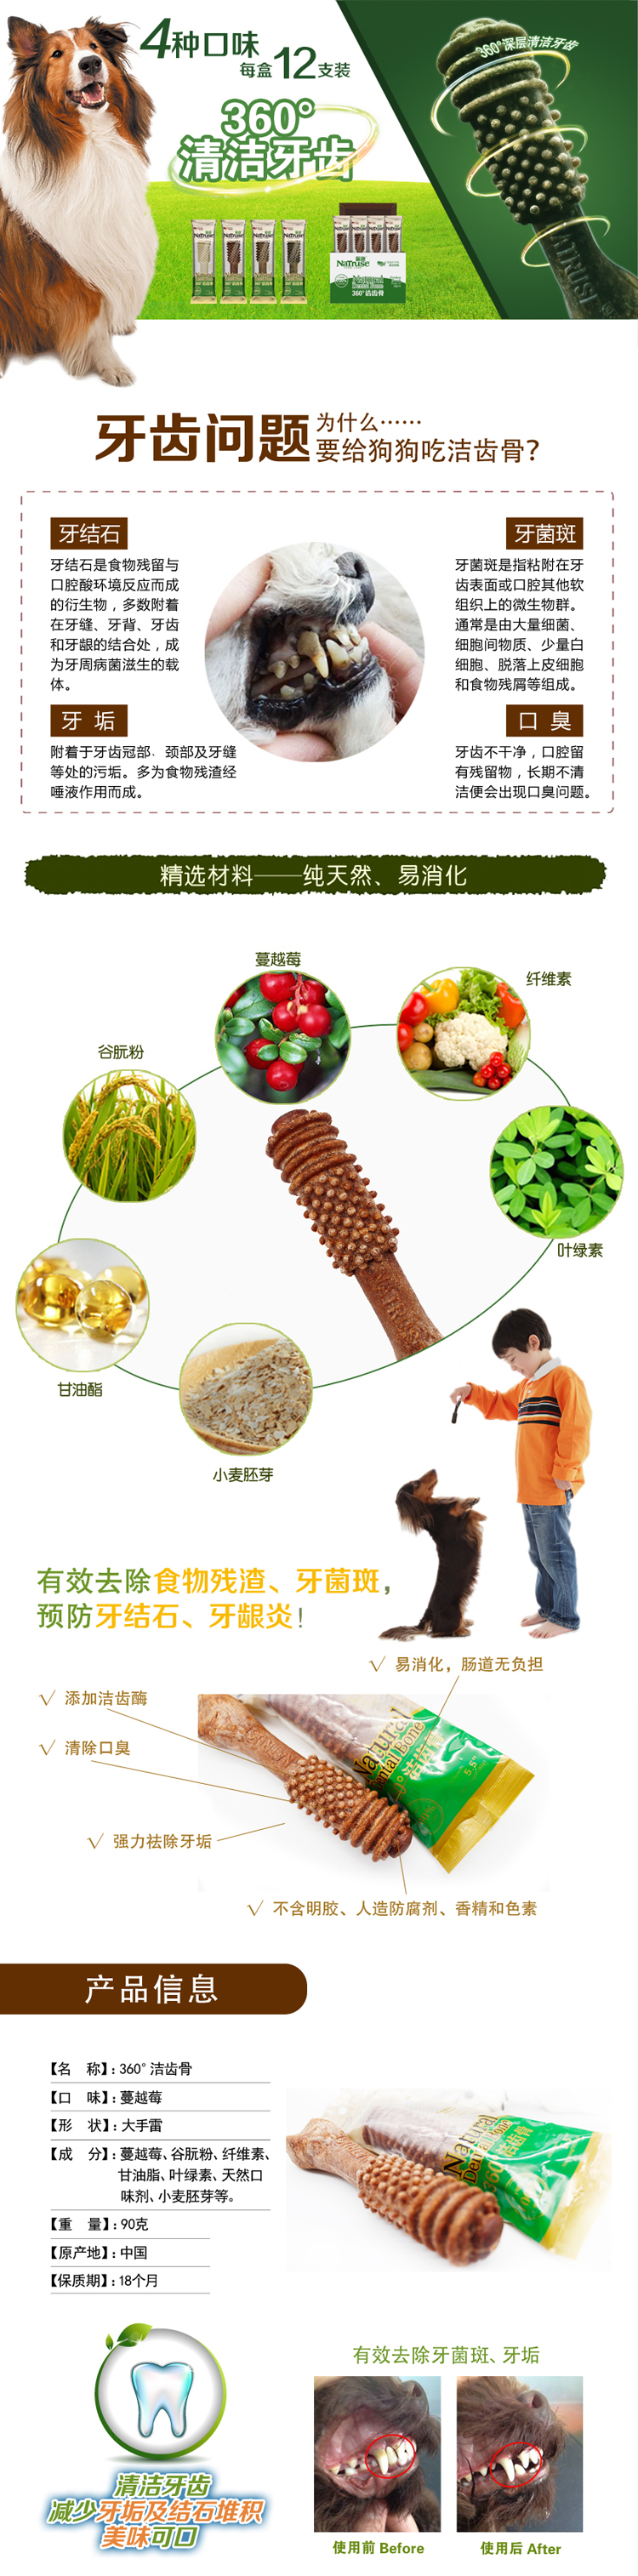 4种口味
每盒12支装
360°
清洁牙齿
360°深层清洁牙齿
NaTruse
360°洁齿骨
NATRUSE
牙齿问题
为什么……
要给狗狗吃洁齿骨?
牙结石
牙结石是食物残留与
口腔酸环境反应而成
的衍生物，多数附着
在牙缝、牙背、牙齿
和牙龈的结合处，成
为牙周病菌滋生的载
体。
牙菌斑
牙菌斑是指粘附在牙
齿表面或口腔其他软
组织上的微生物群。
通常是由大量细菌、
细胞间物质、少量白
细胞、脱落上皮细胞
和食物残屑等组成。
牙 垢
附着于牙齿冠部、颈部及牙缝
等处的污垢。多为食物残渣经
唾液作用而成。
口 臭
牙齿不干净，口腔留
有残留物，长期不清
洁便会出现口臭问题。
精选材料——纯天然、易消化
蔓越莓
纤维素
谷朊粉
叶绿素
甘油酯
小麦胚芽
有效去除食物残渣、牙菌斑，
预防牙结石、牙龈炎！
√ 易消化，肠道无负担
√ 添加洁齿酶
√ 清除口臭
√ 强力祛除牙垢
√ 不含明胶、人造防腐剂、香精和色素
Natural
Dental Bone
洁齿骨
5.5"
产品信息
【名 称】: 360° 洁齿骨
【口 味】: 蔓越莓
【形 状】: 大手雷
【成 分】: 蔓越莓、谷朊粉、纤维素、
甘油脂、叶绿素、天然口
味剂、小麦胚芽等。
【重 量】: 90克
【原产地】: 中国
【保质期】: 18个月
Natural
Dental Bone
360°洁齿骨
清洁牙齿
减少牙垢及结石堆积
美味可口
有效去除牙菌斑、牙垢
使用前 Before
使用后 After